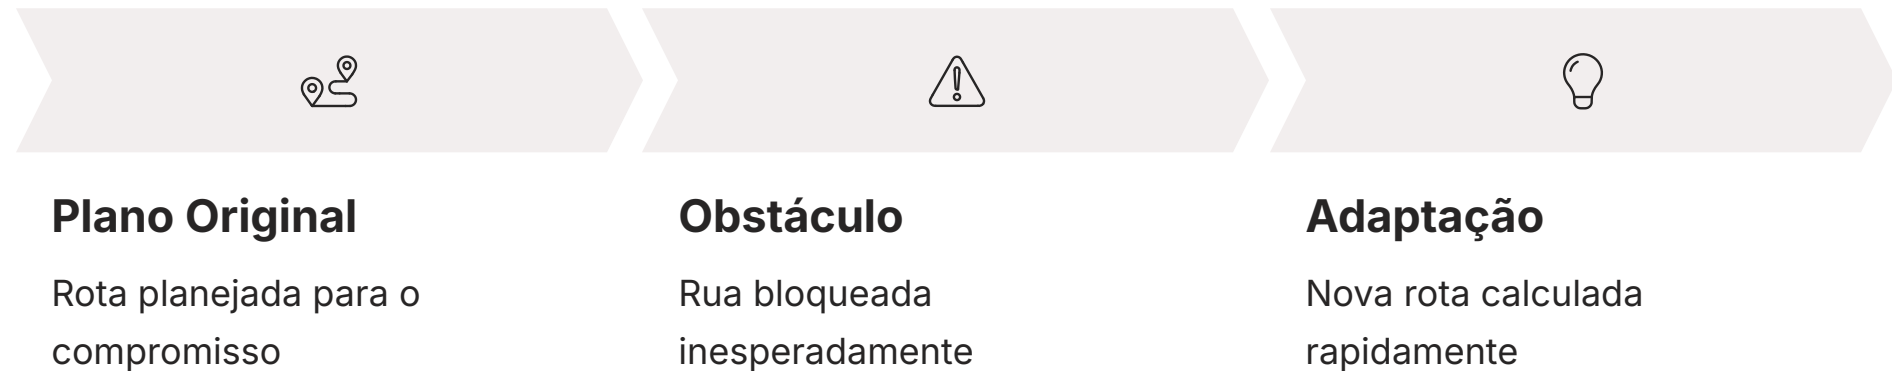 Plano Original
Rota planejada para o
compromisso
Obstáculo
Rua bloqueada
inesperadamente
Adaptação
Nova rota calculada
rapidamente